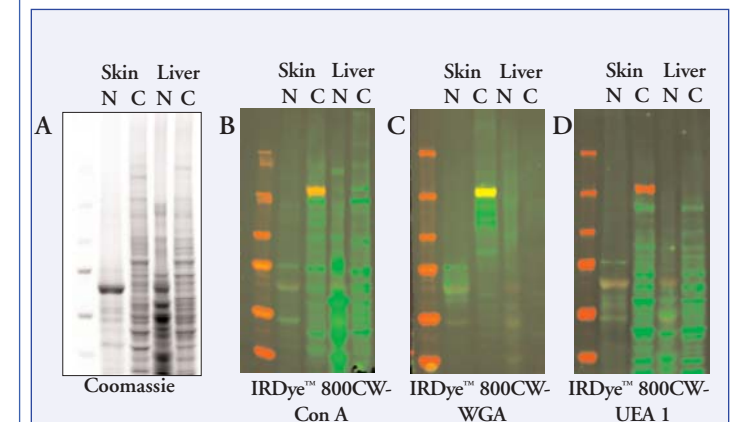 Skin Liver
N C N C
A
Coomassie
Skin Liver
N C N C
B
IRDye™ 800CW-
Con A
Skin Liver
N C N C
C
IRDye™ 800CW-
WGA
Skin Liver
N C N C
D
IRDye™ 800CW-
UEA 1